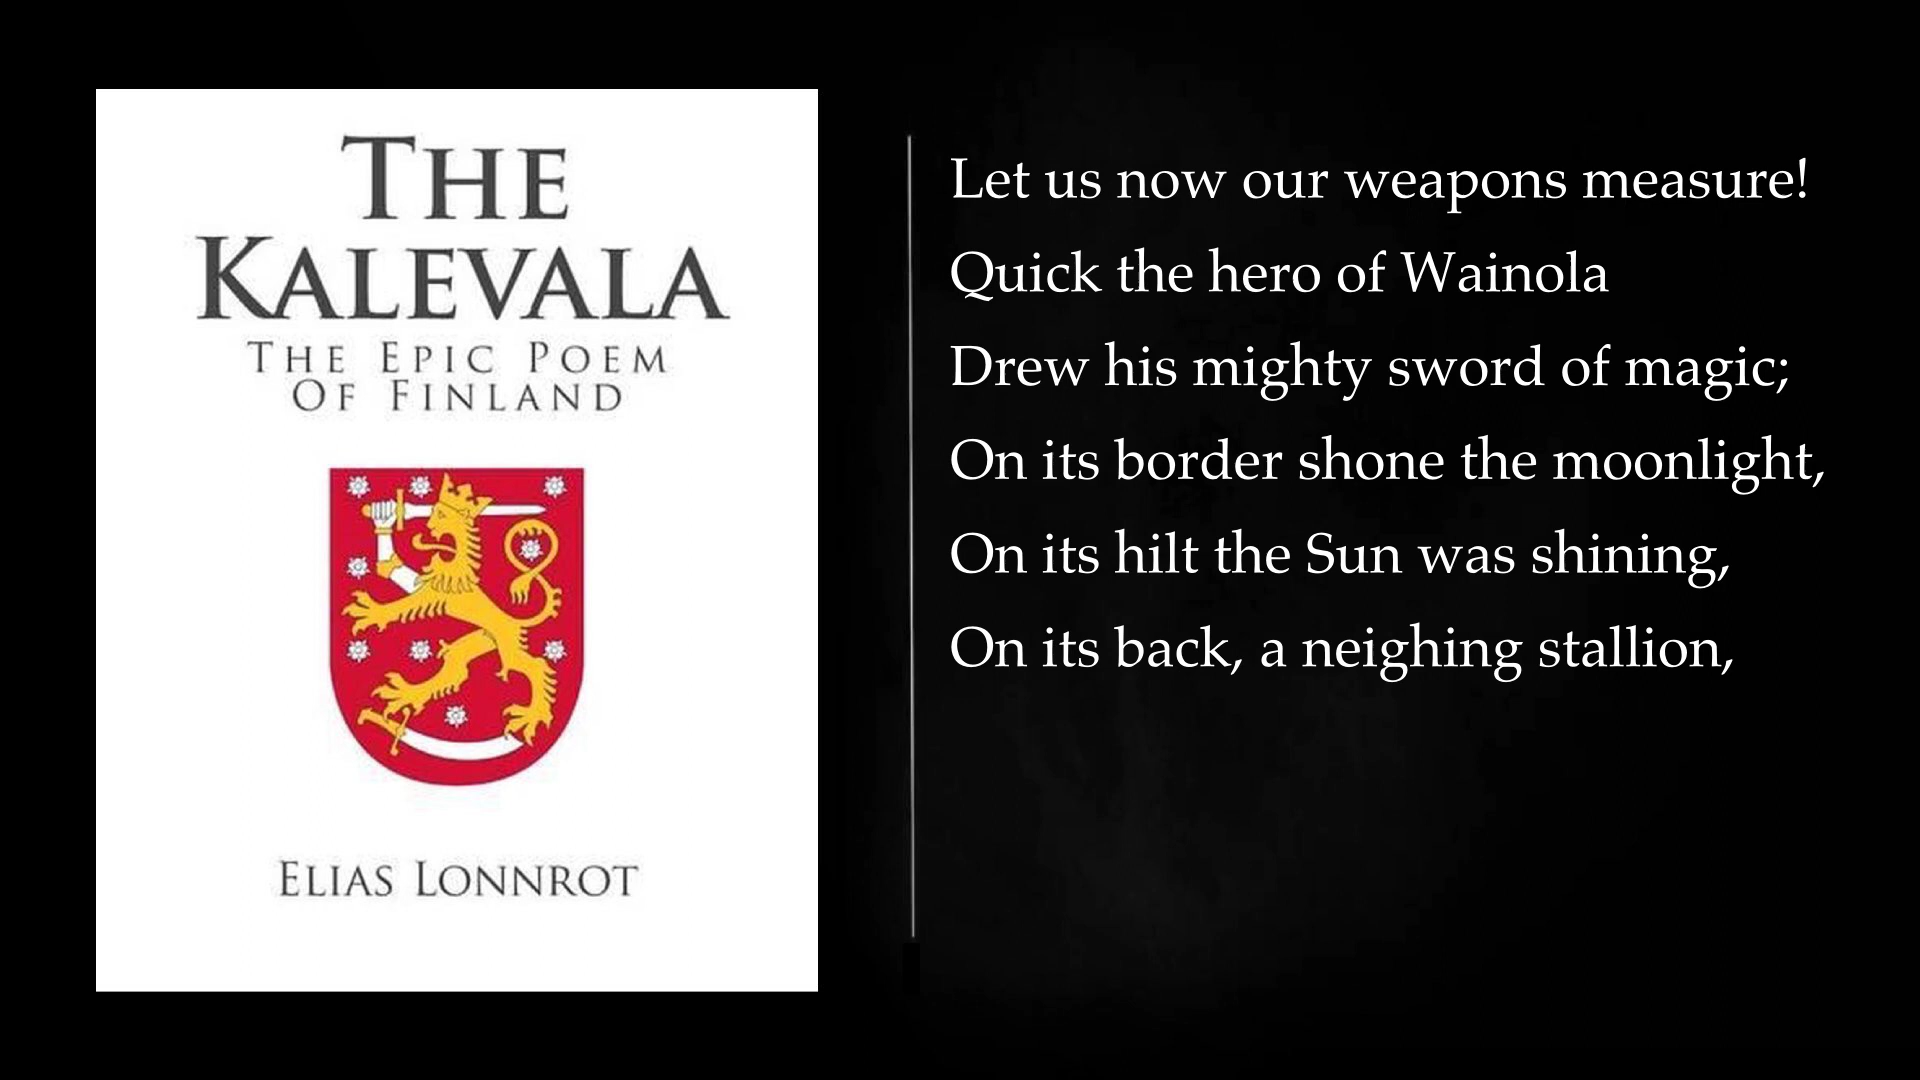 THE
KALEVALA
THE EPIC POEM
OF FINLAND
ELIAS LONNROT
Let us now our weapons measure!
Quick the hero of Wainola
Drew his mighty sword of magic;
On its border shone the moonlight,
On its hilt the Sun was shining,
On its back, a neighing stallion,